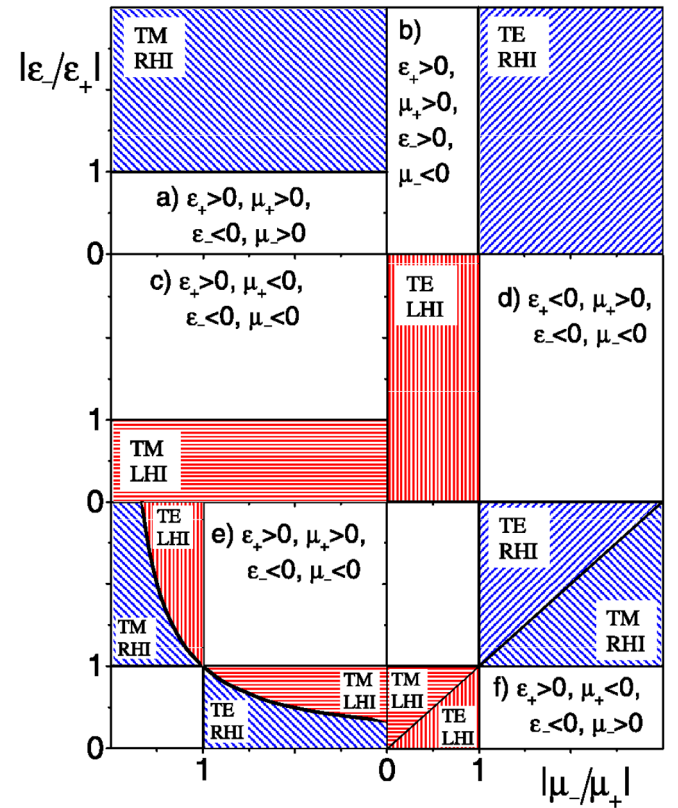 TM
RHI
b)
ε₊>0,
μ₊>0,
ε₋>0,
μ₋<0
TE
RHI
|ε₋/ε₊|
1
a) ε₊>0, μ₊>0,
ε₋<0, μ₋>0
0
c) ε₊>0, μ₊<0,
ε₋<0, μ₋<0
TE
LHI
d) ε₊<0, μ₊>0,
ε₋<0, μ₋<0
1
TM
LHI
0
TE
LHI
e) ε₊>0, μ₊>0,
ε₋<0, μ₋<0
TE
RHI
TM
RHI
TM
RHI
1
TM
LHI
TM
LHI
f) ε₊>0, μ₊<0,
ε₋<0, μ₋>0
TE
RHI
TE
LHI
0
1 0 1
|μ₋/μ₊|